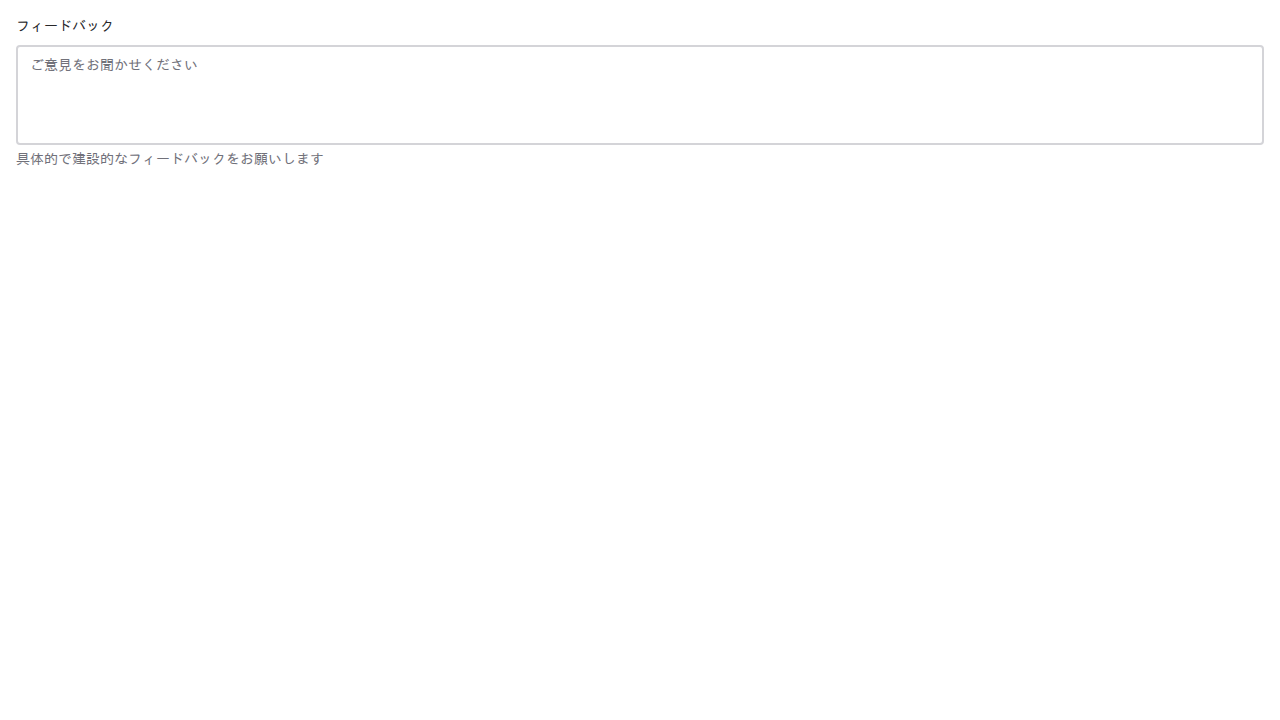 フィードバック
ご意見をお聞かせください
具体的で建設的なフィードバックをお願いします